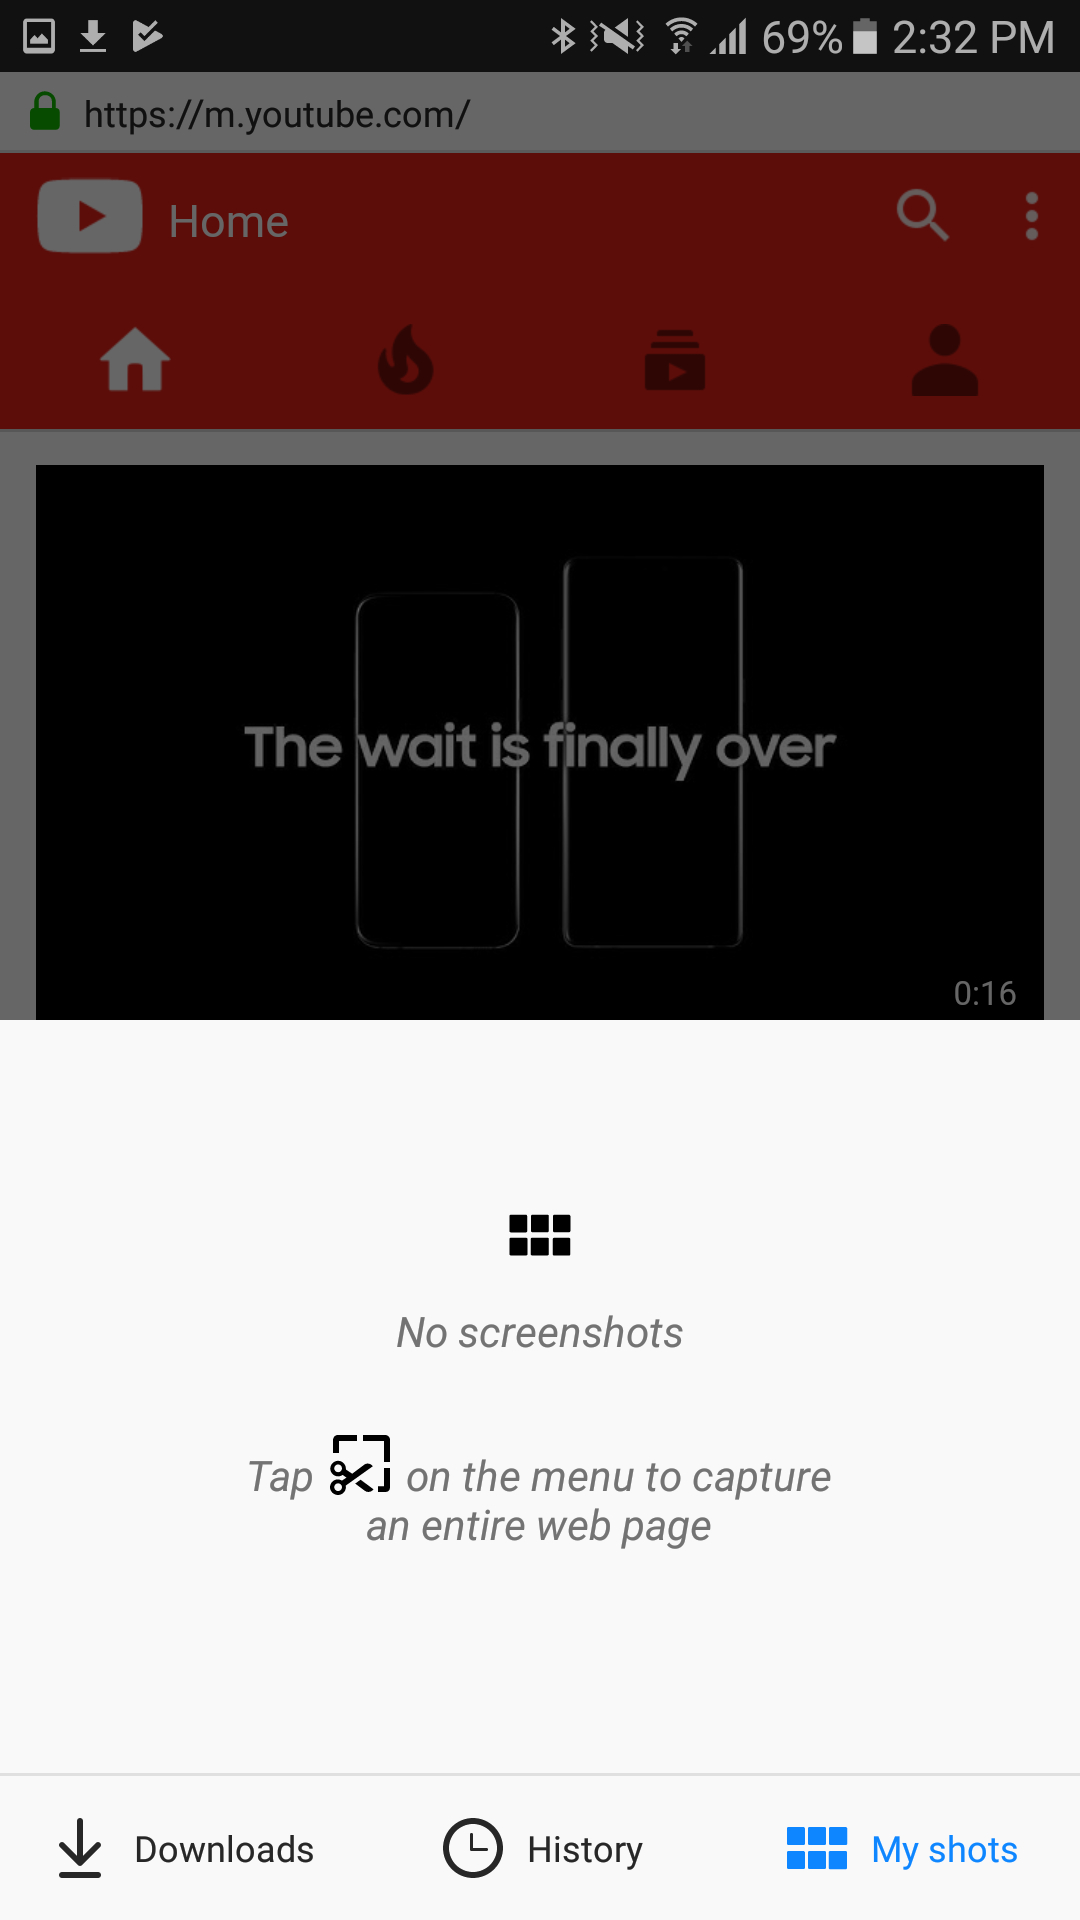 69% 2:32 PM
https://m.youtube.com/
Home
The wait is finally over
0:16
No screenshots
Tap on the menu to capture
an entire web page
Downloads History My shots